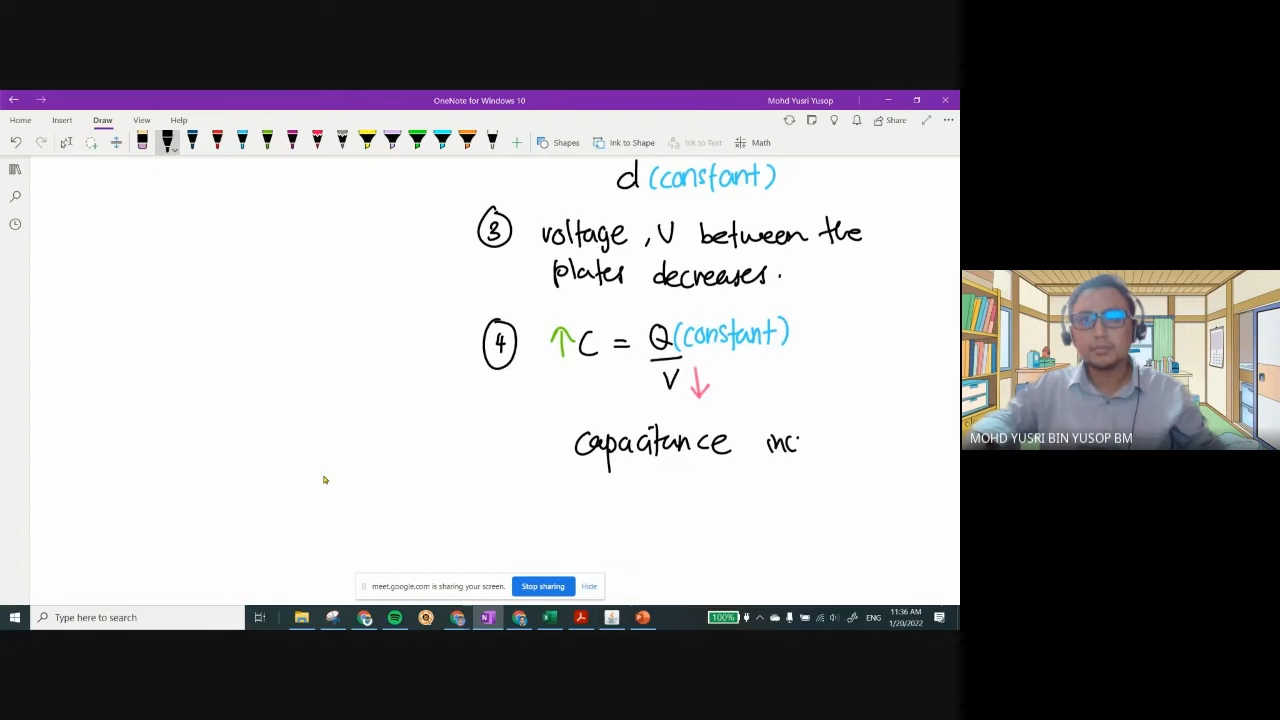 OneNote for Windows 10
Mohd Yusri Yusop
Home Insert Draw View Help
Share
Shapes Ink to Shape Ink to Text Math
d (constant)
③ voltage, V between the
plates decreases.
④ ↑ C = Q (constant)
V ↓
capacitance inc
MOHD YUSRI BIN YUSOP BM
meet.google.com is sharing your screen. Stop sharing Hide
Type here to search
100% ENG 11:36 AM
1/20/2022